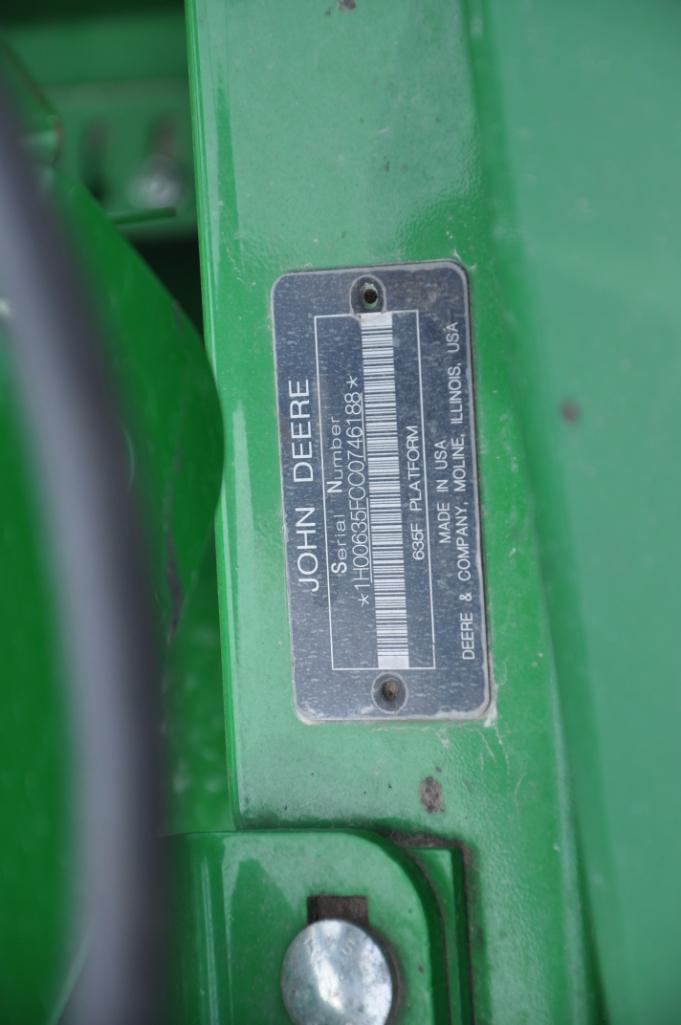 JOHN DEERE
Serial Number
*1H00635FCC0746188*
635F PLATFORM
MADE IN USA
DEERE & COMPANY, MOLINE, ILLINOIS, USA